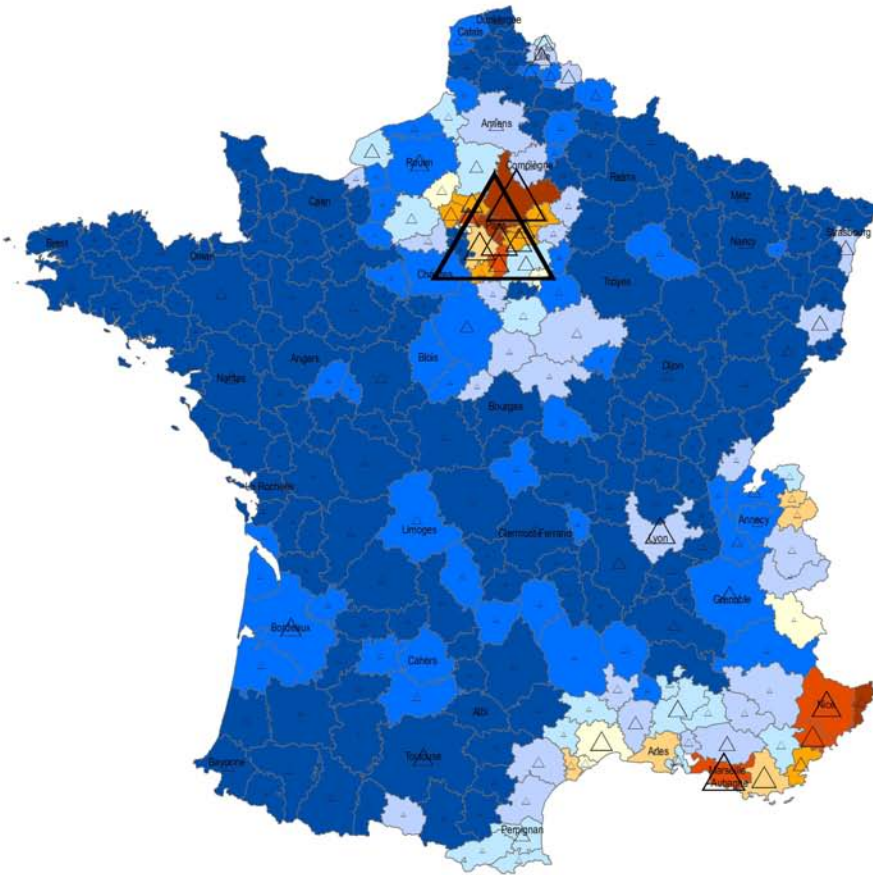 Dunkerque
Calais
Amiens
Rouen
Compiègne
Reims
Caen
Metz
Nancy
Strasbourg
Brest
Chartres
Troyes
Angers
Blois
Nantes
Dijon
Bourges
La Rochelle
Limoges
Clermont-Ferrand
Lyon
Annecy
Grenoble
Bordeaux
Cahors
Nice
Albi
Arles
Bayonne
Toulouse
Marseille
Aubagne
Perpignan